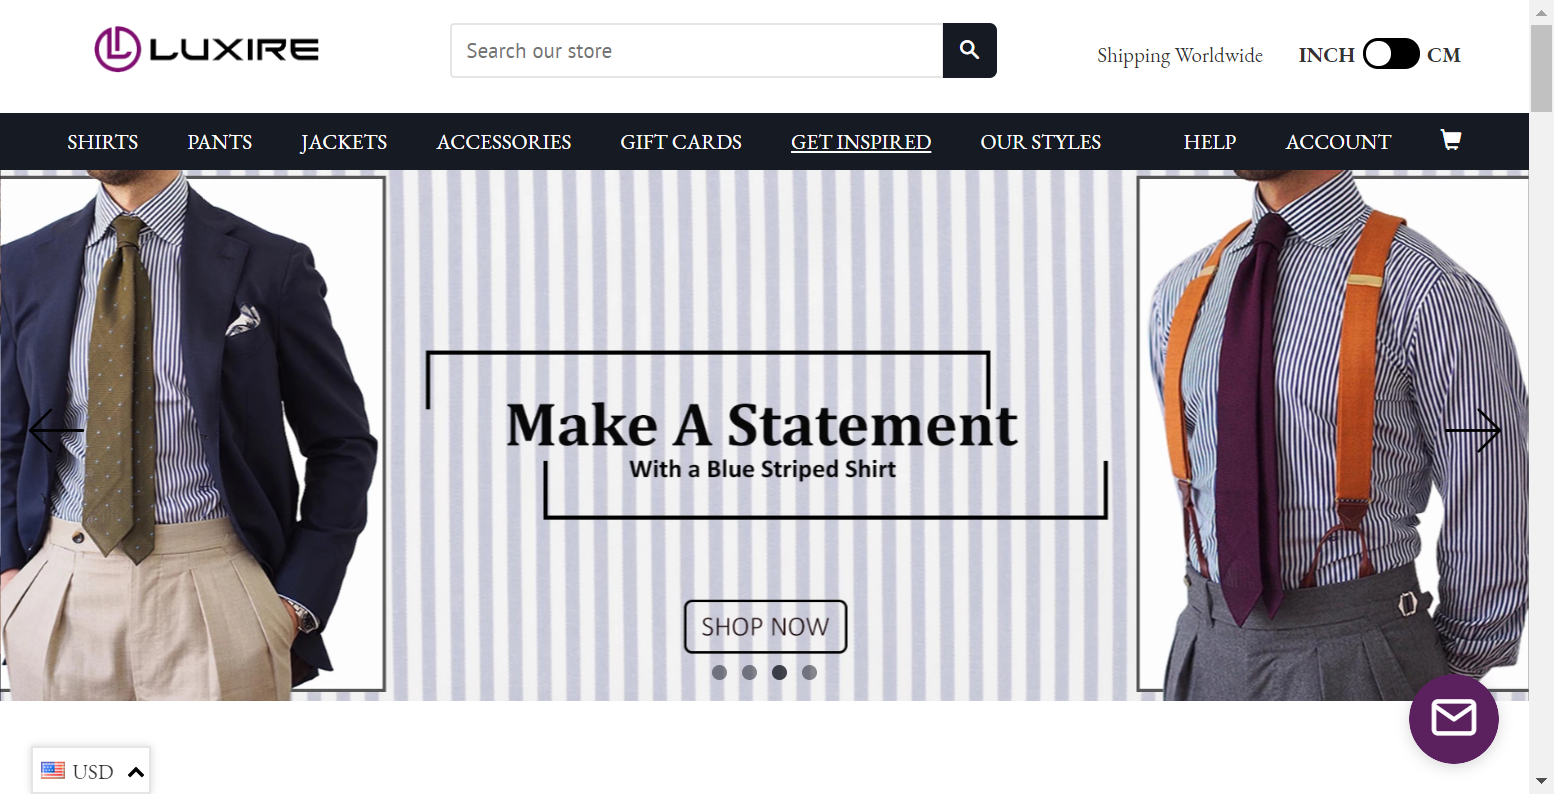 LUXIRE
Search our store
Shipping Worldwide
INCH CM
SHIRTS PANTS JACKETS ACCESSORIES GIFT CARDS GET INSPIRED OUR STYLES HELP ACCOUNT
Make A Statement
With a Blue Striped Shirt
SHOP NOW
USD